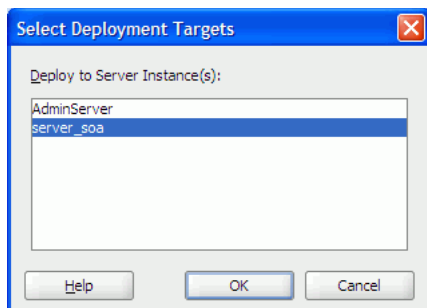 Select Deployment Targets
Deploy to Server Instance(s):
AdminServer
server_soa
Help
OK
Cancel